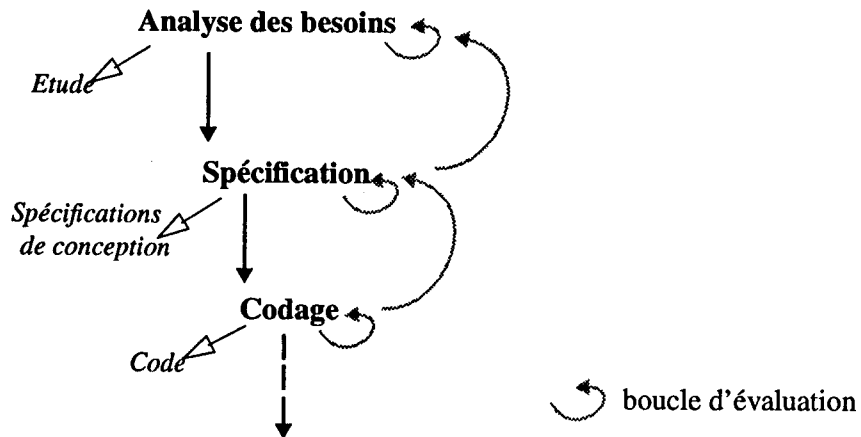 Analyse des besoins
Etude
Spécification
Spécifications
de conception
Codage
Code
boucle d'évaluation